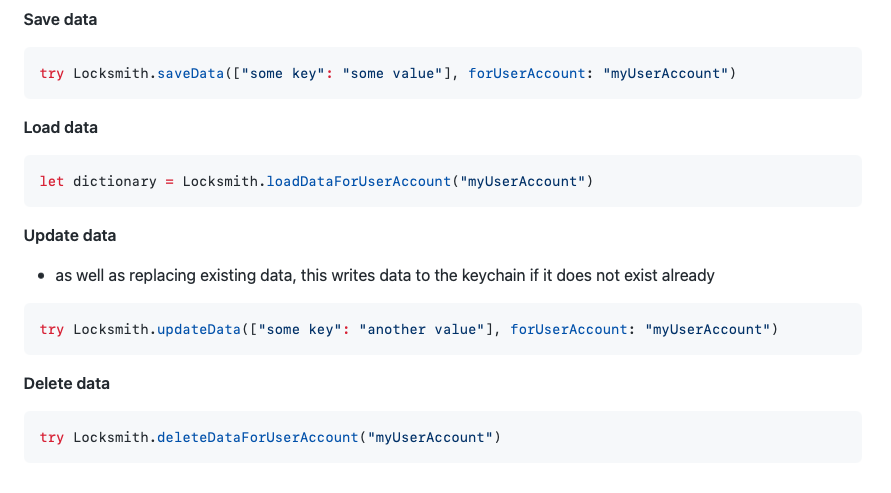 Save data
try Locksmith.saveData(["some key": "some value"], forUserAccount: "myUserAccount")
Load data
let dictionary = Locksmith.loadDataForUserAccount("myUserAccount")
Update data
• as well as replacing existing data, this writes data to the keychain if it does not exist already
try Locksmith.updateData(["some key": "another value"], forUserAccount: "myUserAccount")
Delete data
try Locksmith.deleteDataForUserAccount("myUserAccount")